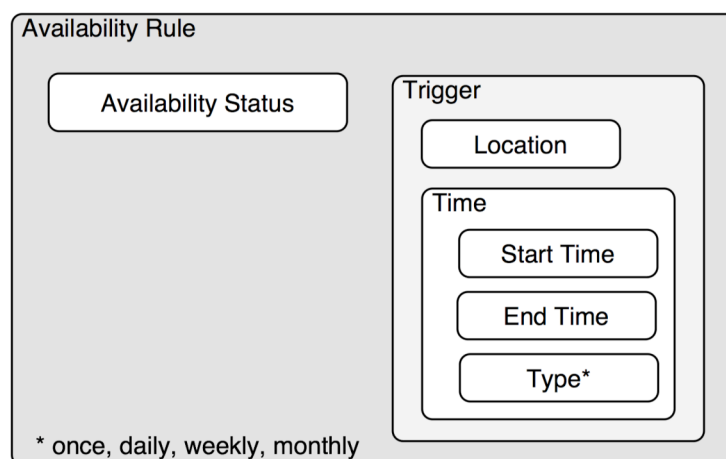 Availability Rule
Availability Status
Trigger
Location
Time
Start Time
End Time
Type*
* once, daily, weekly, monthly